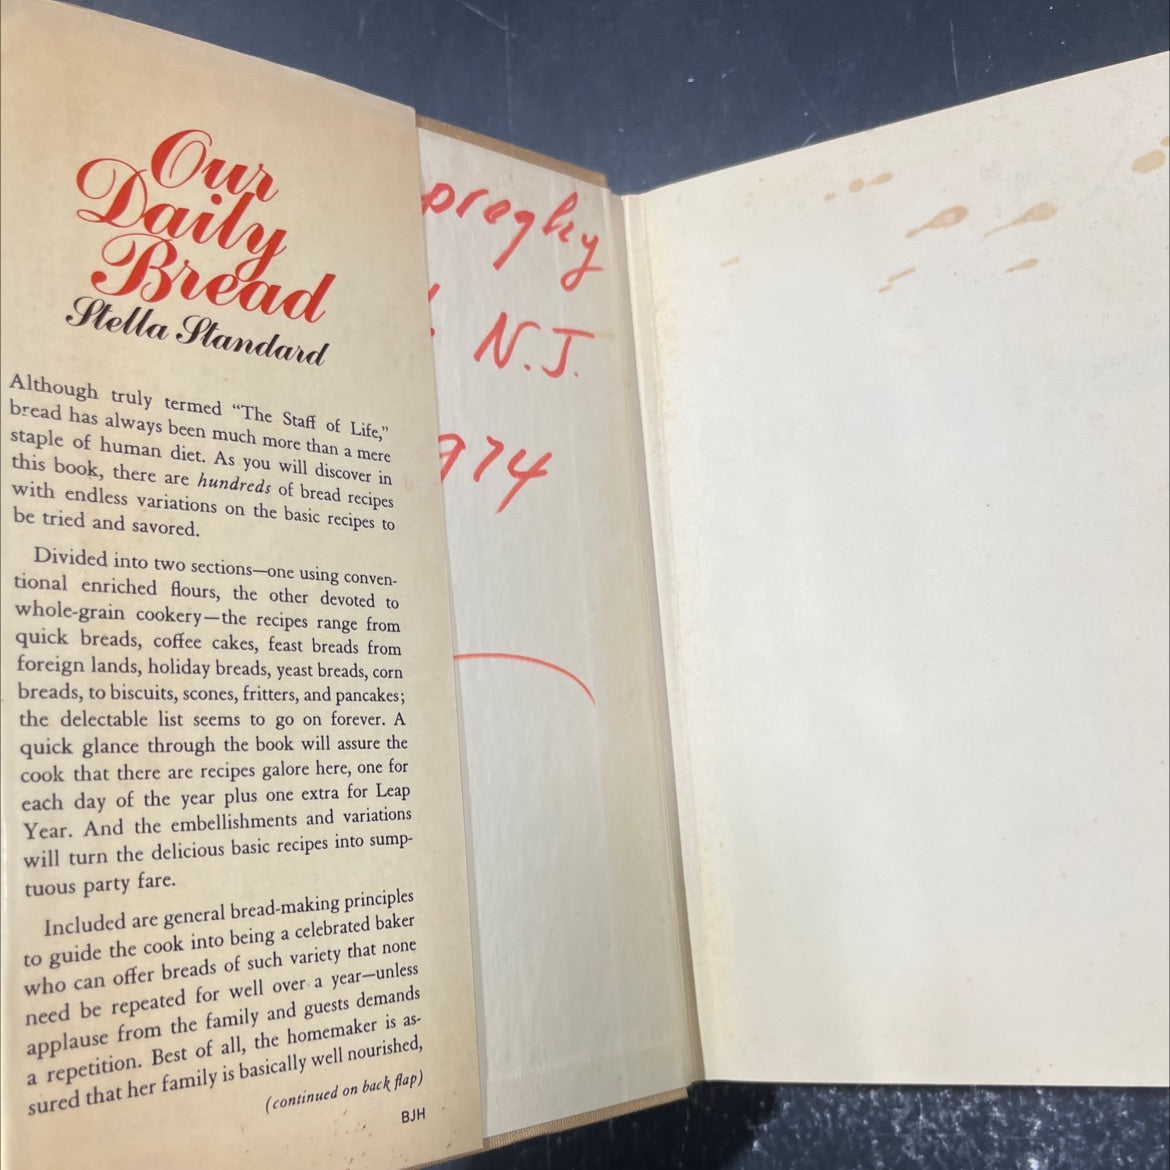 Our
Daily
Bread
Stella Standard
Although truly termed “The Staff of Life,”
bread has always been much more than a mere
staple of human diet. As you will discover in
this book, there are hundreds of bread recipes
with endless variations on the basic recipes to
be tried and savored.
Divided into two sections—one using conven-
tional enriched flours, the other devoted to
whole-grain cookery—the recipes range from
quick breads, coffee cakes, feast breads from
foreign lands, holiday breads, yeast breads, corn
breads, to biscuits, scones, fritters, and pancakes;
the delectable list seems to go on forever. A
quick glance through the book will assure the
cook that there are recipes galore here, one for
each day of the year plus one extra for Leap
Year. And the embellishments and variations
will turn the delicious basic recipes into sump-
tuous party fare.
Included are general bread-making principles
to guide the cook into being a celebrated baker
who can offer breads of such variety that none
need be repeated for well over a year—unless
applause from the family and guests demands
a repetition. Best of all, the homemaker is as-
sured that her family is basically well nourished,
(continued on back flap)
BJH
N.J.
974